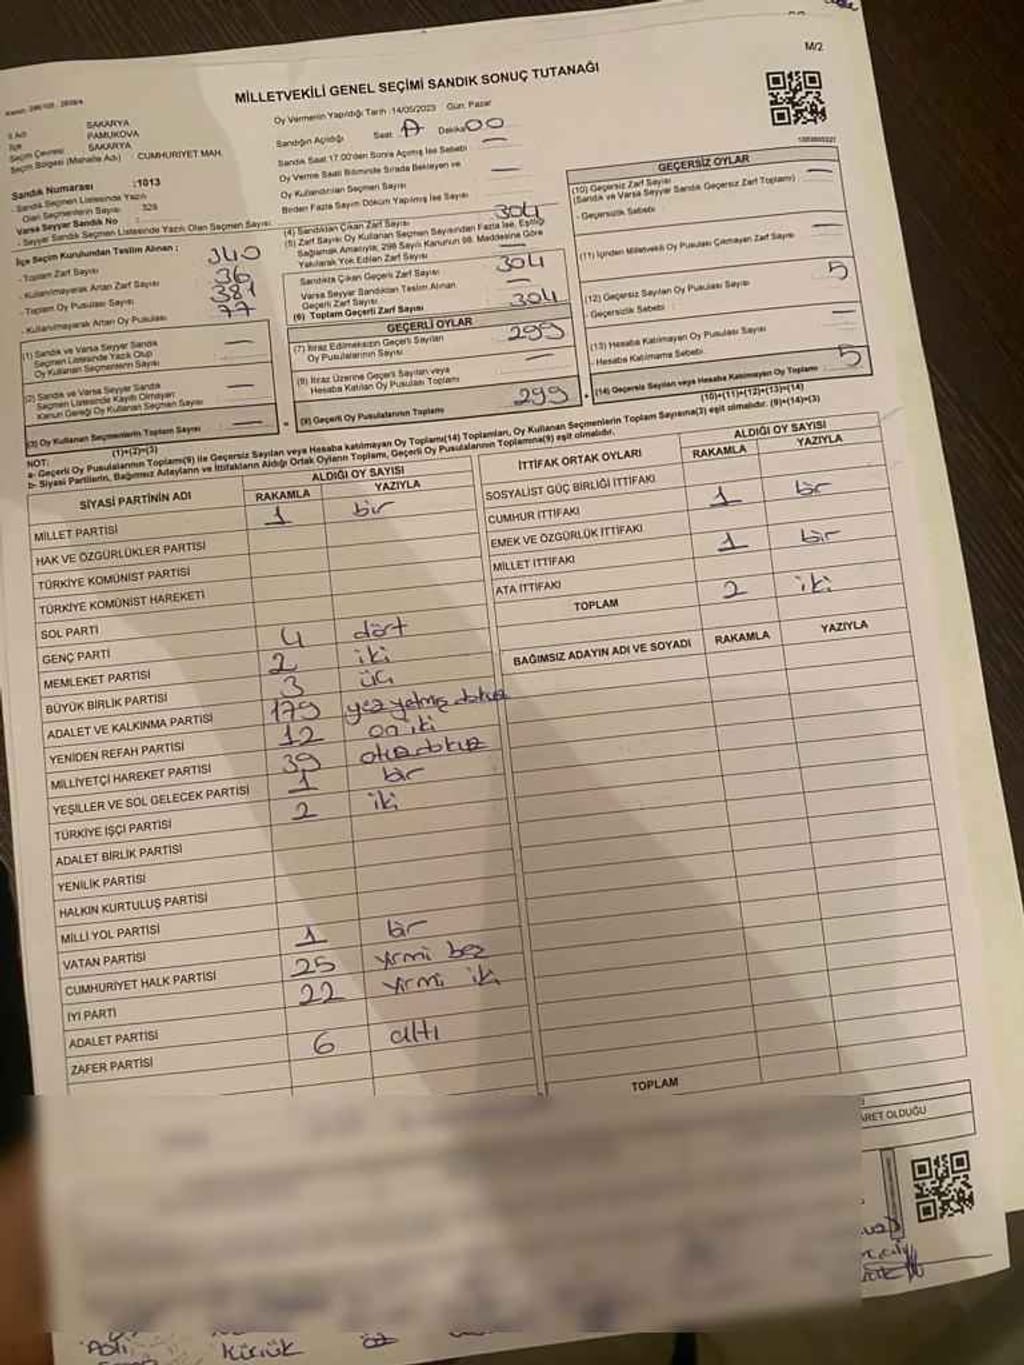 M/2
MİLLETVEKİLİ GENEL SEÇİMİ SANDIK SONUÇ TUTANAĞI
İl Adı SAKARYA
İlçe PAMUKOVA
Seçim Çevresi SAKARYA
Seçim Bölgesi (Mahalle Adı) : CUMHURİYET MAH.
Sandık Numarası :1013
- Sandık Seçmen Listesinde Yazılı
Olan Seçmenlerin Sayısı 328
Varsa Seyyar Sandık No :
- Seyyar Sandık Seçmen Listesinde Yazılı Olan Seçmen Sayısı:
İlçe Seçim Kurulundan Teslim Alınan :
- Toplam Zarf Sayısı 340
- Kullanılmayarak Artan Zarf Sayısı 36
- Toplam Oy Pusulası Sayısı 381
- Kullanılmayarak Artan Oy Pusulası 77
(1) Sandık ve Varsa Seyyar Sandık
Seçmen Listesinde Yazılı Olup
Oy Kullanan Seçmenlerin Sayısı —
(2) Sandık ve Varsa Seyyar Sandık
Seçmen Listesinde Kayıtlı Olmayan
Kanun Gereği Oy Kullanan Seçmen Sayısı —
(3) Oy Kullanan Seçmenlerin Toplam Sayısı —
(1)+(2)=(3)
Oy Vermenin Yapıldığı Tarih :14/05/2023 Gün: Pazar
Sandığın Açıldığı Saat: Dakika 00
Sandık Saat 17.00'den Sonra Açılmış İse Sebebi —
Oy Verme Saati Bitiminde Sırada Bekleyen ve
Oy Kullandırılan Seçmen Sayısı —
Birden Fazla Sayım Döküm Yapılmış İse Sayısı —
(4) Sandıktan Çıkan Zarf Sayısı 304
(5) Zarf Sayısı Oy Kullanan Seçmen Sayısından Fazla İse, Eşitliği
Sağlamak Amacıyla; 298 Sayılı Kanunun 98. Maddesine Göre
Yakılarak Yok Edilen Zarf Sayısı —
Sandıkta Çıkan Geçerli Zarf Sayısı 304
Varsa Seyyar Sandıktan Teslim Alınan
Geçerli Zarf Sayısı —
(6) Toplam Geçerli Zarf Sayısı 304
GEÇERLİ OYLAR
(7) İtiraz Edilmeksizin Geçerli Sayılan
Oy Pusulalarının Sayısı 299
(8) İtiraz Üzerine Geçerli Sayılan veya
Hesaba Katılan Oy Pusulası Toplamı —
(9) Geçerli Oy Pusulalarının Toplamı 299
GEÇERSİZ OYLAR
(10) Geçersiz Zarf Sayısı —
(Sandık ve Varsa Seyyar Sandık Geçersiz Zarf Toplamı)
- Geçersizlik Sebebi
(11) İçinden Milletvekili Oy Pusulası Çıkmayan Zarf Sayısı —
(12) Geçersiz Sayılan Oy Pusulası Sayısı 5
- Geçersizlik Sebebi
(13) Hesaba Katılmayan Oy Pusulası Sayısı —
- Hesaba Katılmama Sebebi
(14) Geçersiz Sayılan veya Hesaba Katılmayan Oy Pusulası Toplamı 5
(10)+(11)+(12)+(13)=(14)
NOT:
a- Geçerli Oy Pusulalarının Toplamı(9) ile Geçersiz Sayılan veya Hesaba katılmayan Oy Toplamı(14) Toplamları, Oy Kullanan Seçmenlerin Toplam Sayısına(3) eşit olmalıdır. (9)+(14)=(3)
b- Siyasi Partilerin, Bağımsız Adayların ve İttifakların Aldığı Ortak Oyların Toplamı, Geçerli Oy Pusulalarının Toplamına(9) eşit olmalıdır.
SİYASİ PARTİNİN ADI
ALDIĞI OY SAYISI
RAKAMLA YAZIYLA
MİLLET PARTİSİ 1 bir
HAK VE ÖZGÜRLÜKLER PARTİSİ
TÜRKİYE KOMÜNİST PARTİSİ
TÜRKİYE KOMÜNİST HAREKETİ
SOL PARTİ
GENÇ PARTİ 4 dört
MEMLEKET PARTİSİ 2 iki
BÜYÜK BİRLİK PARTİSİ 3 üç
ADALET VE KALKINMA PARTİSİ 179 yüz yetmiş dokuz
YENİDEN REFAH PARTİSİ 12 on iki
MİLLİYETÇİ HAREKET PARTİSİ 39 otuz dokuz
YEŞİLLER VE SOL GELECEK PARTİSİ 1 bir
TÜRKİYE İŞÇİ PARTİSİ 2 iki
ADALET BİRLİK PARTİSİ
YENİLİK PARTİSİ
HALKIN KURTULUŞ PARTİSİ
MİLLİ YOL PARTİSİ
VATAN PARTİSİ 1 bir
CUMHURİYET HALK PARTİSİ 25 yirmi beş
İYİ PARTİ 22 yirmi iki
ADALET PARTİSİ
ZAFER PARTİSİ 6 altı
İTTİFAK ORTAK OYLARI
ALDIĞI OY SAYISI
RAKAMLA YAZIYLA
SOSYALİST GÜÇ BİRLİĞİ İTTİFAKI
CUMHUR İTTİFAKI 1 bir
EMEK VE ÖZGÜRLÜK İTTİFAKI
MİLLET İTTİFAKI 1 bir
ATA İTTİFAKI
TOPLAM 2 iki
BAĞIMSIZ ADAYIN ADI VE SOYADI RAKAMLA YAZIYLA
TOPLAM
ARET OLDUĞU
Küçük